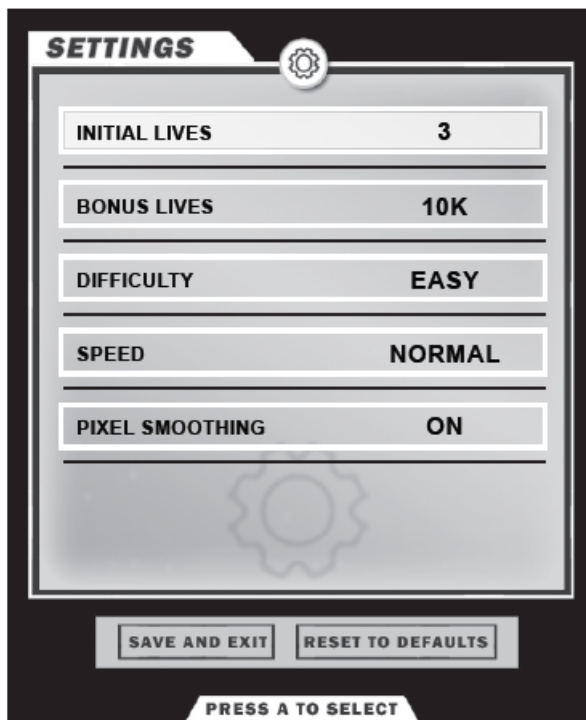 SETTINGS
INITIAL LIVES 3
BONUS LIVES 10K
DIFFICULTY EASY
SPEED NORMAL
PIXEL SMOOTHING ON
SAVE AND EXIT RESET TO DEFAULTS
PRESS A TO SELECT